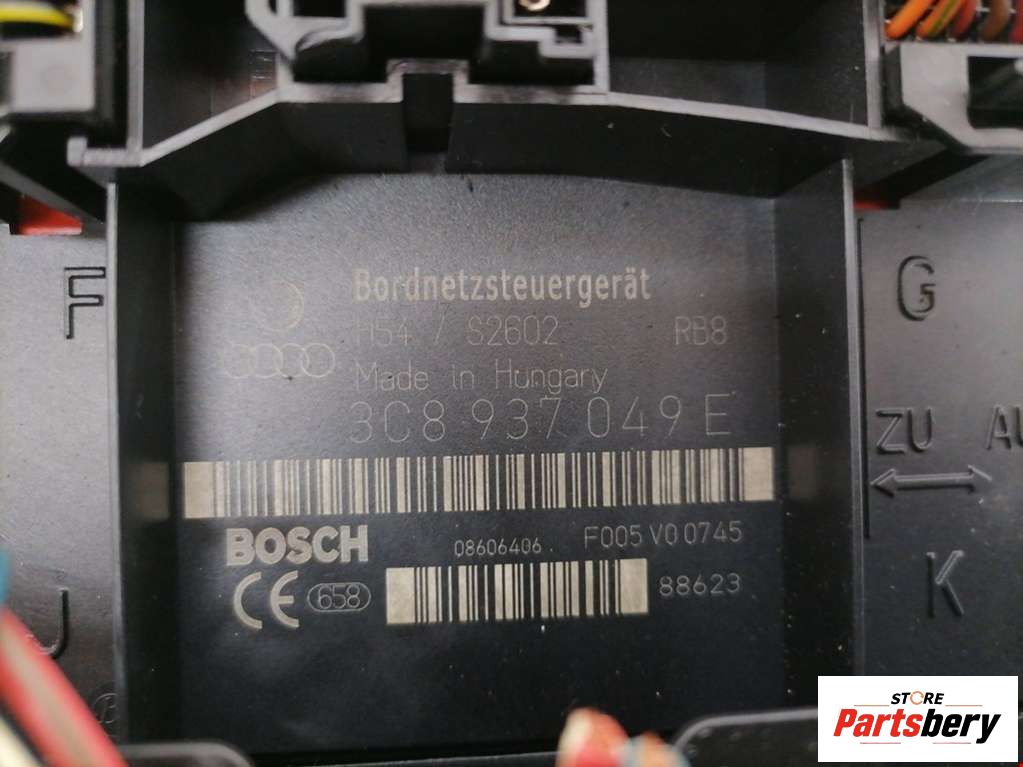 F
G
Bordnetzsteuergerät
H54 / S2602 RB8
Made in Hungary
3C8 937 049 E
ZU
BOSCH
08606406 F005 V0 0745
CE 658
88623
K
J
STORE
Partsbery